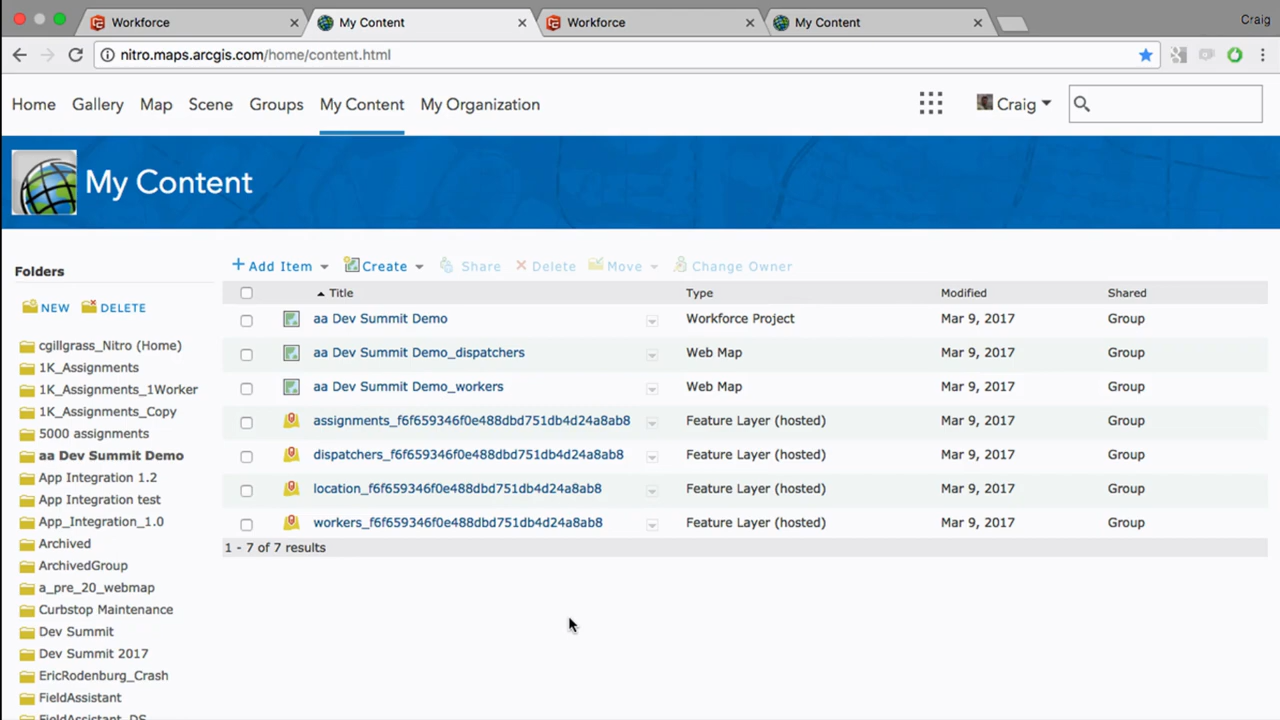 Workforce
My Content
Workforce
My Content
Craig
nitro.maps.arcgis.com/home/content.html
Home Gallery Map Scene Groups My Content My Organization
Craig
My Content
Folders
NEW DELETE
cgillgrass_Nitro (Home)
1K_Assignments
1K_Assignments_1Worker
1K_Assignments_Copy
5000 assignments
aa Dev Summit Demo
App Integration 1.2
App Integration test
App_Integration_1.0
Archived
ArchivedGroup
a_pre_20_webmap
Curbstop Maintenance
Dev Summit
Dev Summit 2017
EricRodenburg_Crash
FieldAssistant
FieldAssistant_DS
Add Item Create Share Delete Move Change Owner
Title Type Modified Shared
aa Dev Summit Demo Workforce Project Mar 9, 2017 Group
aa Dev Summit Demo_dispatchers Web Map Mar 9, 2017 Group
aa Dev Summit Demo_workers Web Map Mar 9, 2017 Group
assignments_f6f659346f0e488dbd751db4d24a8ab8 Feature Layer (hosted) Mar 9, 2017 Group
dispatchers_f6f659346f0e488dbd751db4d24a8ab8 Feature Layer (hosted) Mar 9, 2017 Group
location_f6f659346f0e488dbd751db4d24a8ab8 Feature Layer (hosted) Mar 9, 2017 Group
workers_f6f659346f0e488dbd751db4d24a8ab8 Feature Layer (hosted) Mar 9, 2017 Group
1 - 7 of 7 results